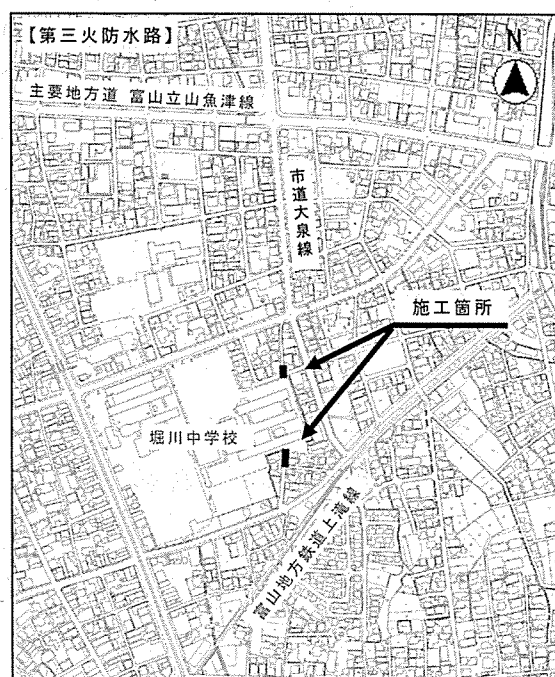 【第三火防水路】
N
主要地方道 富山立山魚津線
市道大泉線
施工箇所
堀川中学校
富山地方鉄道上滝線